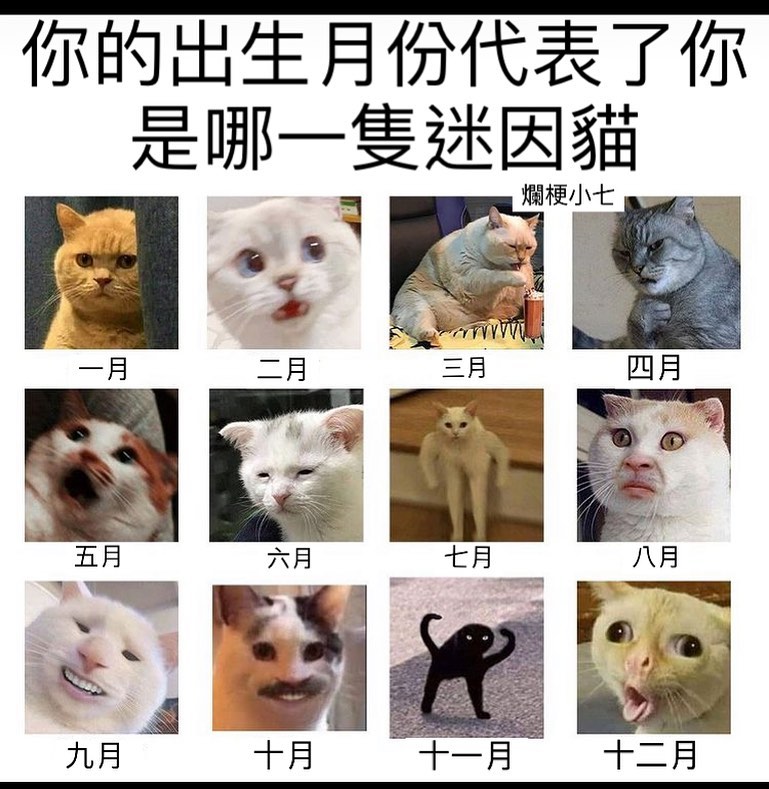 你的出生月份代表了你
是哪一隻迷因貓
爛梗小七
一月
二月
三月
四月
五月
六月
七月
八月
九月
十月
十一月
十二月